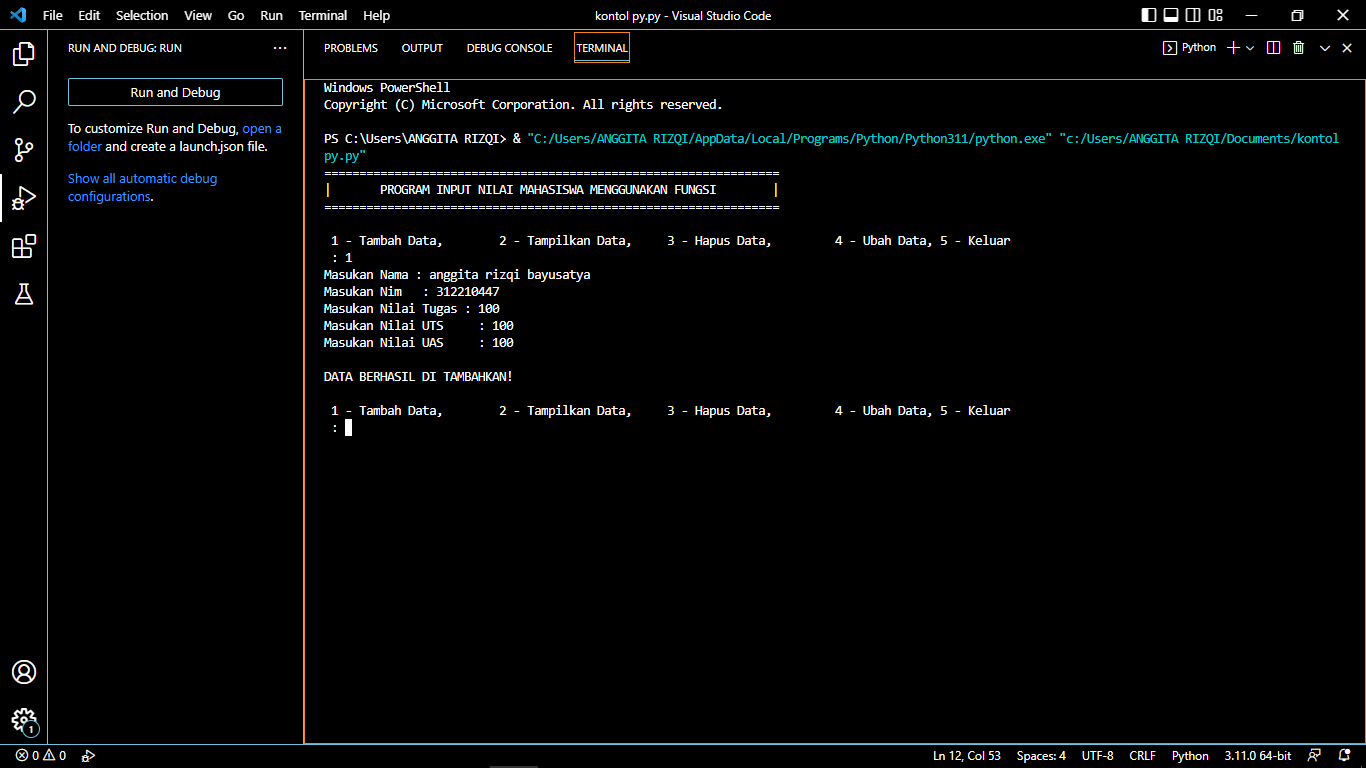 File Edit Selection View Go Run Terminal Help
kontol py.py - Visual Studio Code
RUN AND DEBUG: RUN ...
Run and Debug
To customize Run and Debug, open a
folder and create a launch.json file.
Show all automatic debug
configurations.
PROBLEMS OUTPUT DEBUG CONSOLE TERMINAL
Python
Windows PowerShell
Copyright (C) Microsoft Corporation. All rights reserved.
PS C:\Users\ANGGITA RIZQI> & "C:/Users/ANGGITA RIZQI/AppData/Local/Programs/Python/Python311/python.exe" "c:/Users/ANGGITA RIZQI/Documents/kontol
py.py"
=================================================================
| PROGRAM INPUT NILAI MAHASISWA MENGGUNAKAN FUNGSI |
=================================================================
1 - Tambah Data, 2 - Tampilkan Data, 3 - Hapus Data, 4 - Ubah Data, 5 - Keluar
: 1
Masukan Nama : anggita rizqi bayusatya
Masukan Nim : 312210447
Masukan Nilai Tugas : 100
Masukan Nilai UTS : 100
Masukan Nilai UAS : 100
DATA BERHASIL DI TAMBAHKAN!
1 - Tambah Data, 2 - Tampilkan Data, 3 - Hapus Data, 4 - Ubah Data, 5 - Keluar
:
1
0 0
Ln 12, Col 53 Spaces: 4 UTF-8 CRLF Python 3.11.0 64-bit